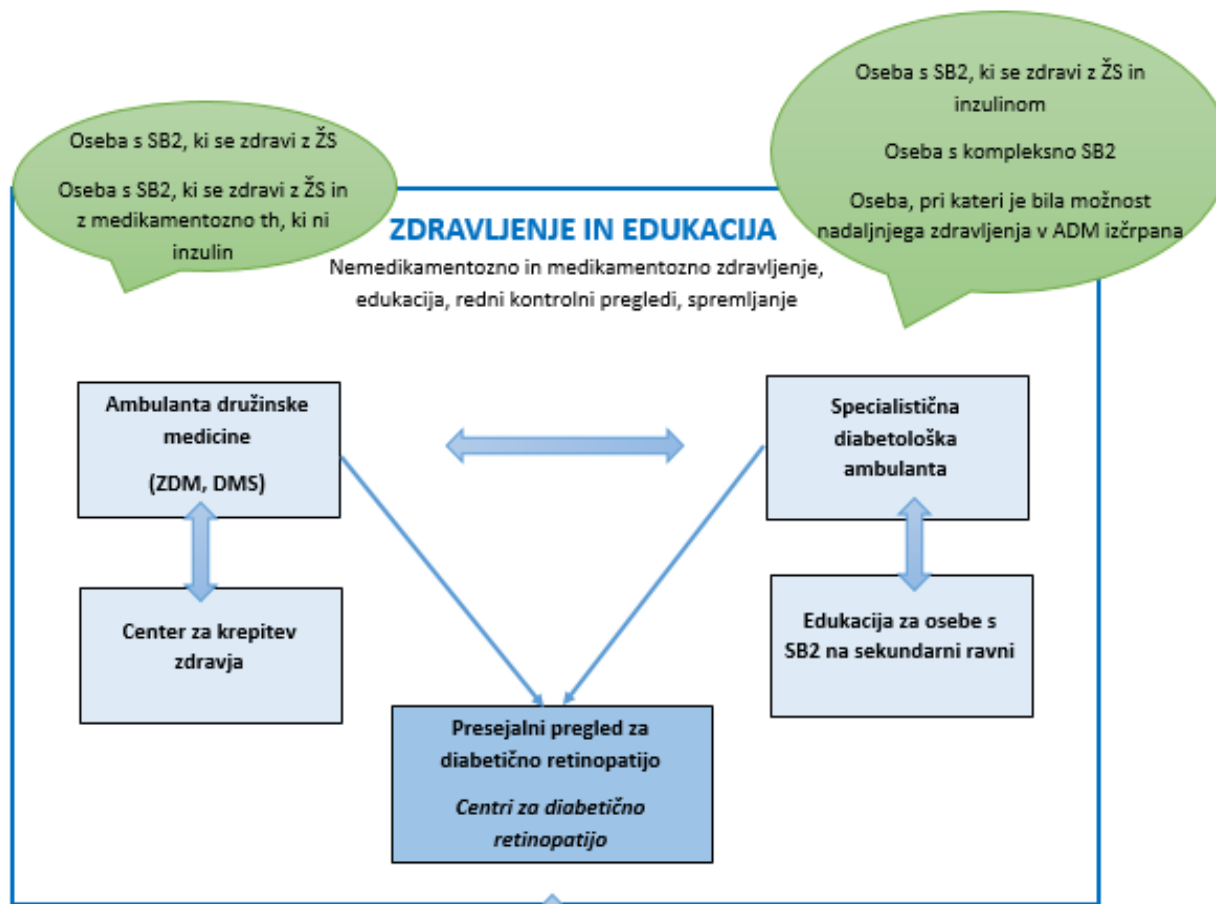 Oseba s SB2, ki se zdravi z ŽS
Oseba s SB2, ki se zdravi z ŽS in
z medikamentozno th, ki ni
inzulin
Oseba s SB2, ki se zdravi z ŽS in
inzulinom
Oseba s kompleksno SB2
Oseba, pri kateri je bila možnost
nadaljnjega zdravljenja v ADM izčrpana
ZDRAVLJENJE IN EDUKACIJA
Nemedikamentozno in medikamentozno zdravljenje,
edukacija, redni kontrolni pregledi, spremljanje
Ambulanta družinske
medicine
(ZDM, DMS)
Specialistična
diabetološka
ambulanta
Center za krepitev
zdravja
Edukacija za osebe s
SB2 na sekundarni ravni
Presejalni pregled za
diabetično retinopatijo
Centri za diabetično
retinopatijo